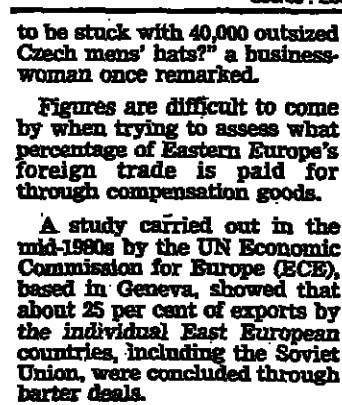 to be stuck with 40,000 outsized
Czech mens' hats?" a business-
woman once remarked.
Figures are difficult to come
by when trying to assess what
percentage of Eastern Europe's
foreign trade is paid for
through compensation goods.
A study carried out in the
mid-1980s by the UN Economic
Commission for Europe (ECE),
based in Geneva, showed that
about 25 per cent of exports by
the individual East European
countries, including the Soviet
Union, were concluded through
barter deals.